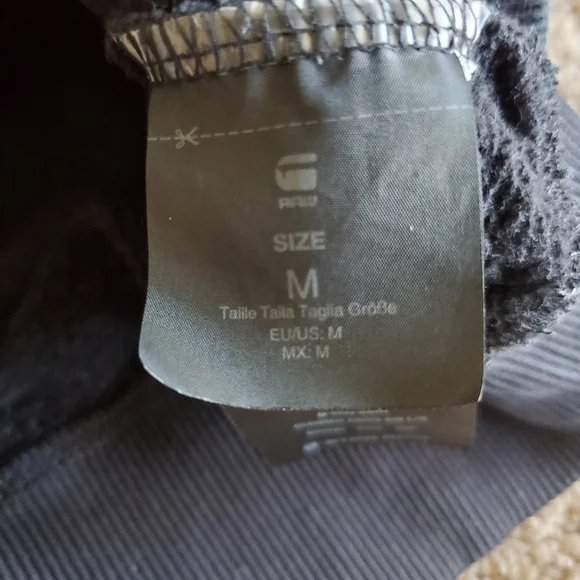 G
RAW
SIZE
M
Taille Talla Taglia Größe
EU/US: M
MX: M